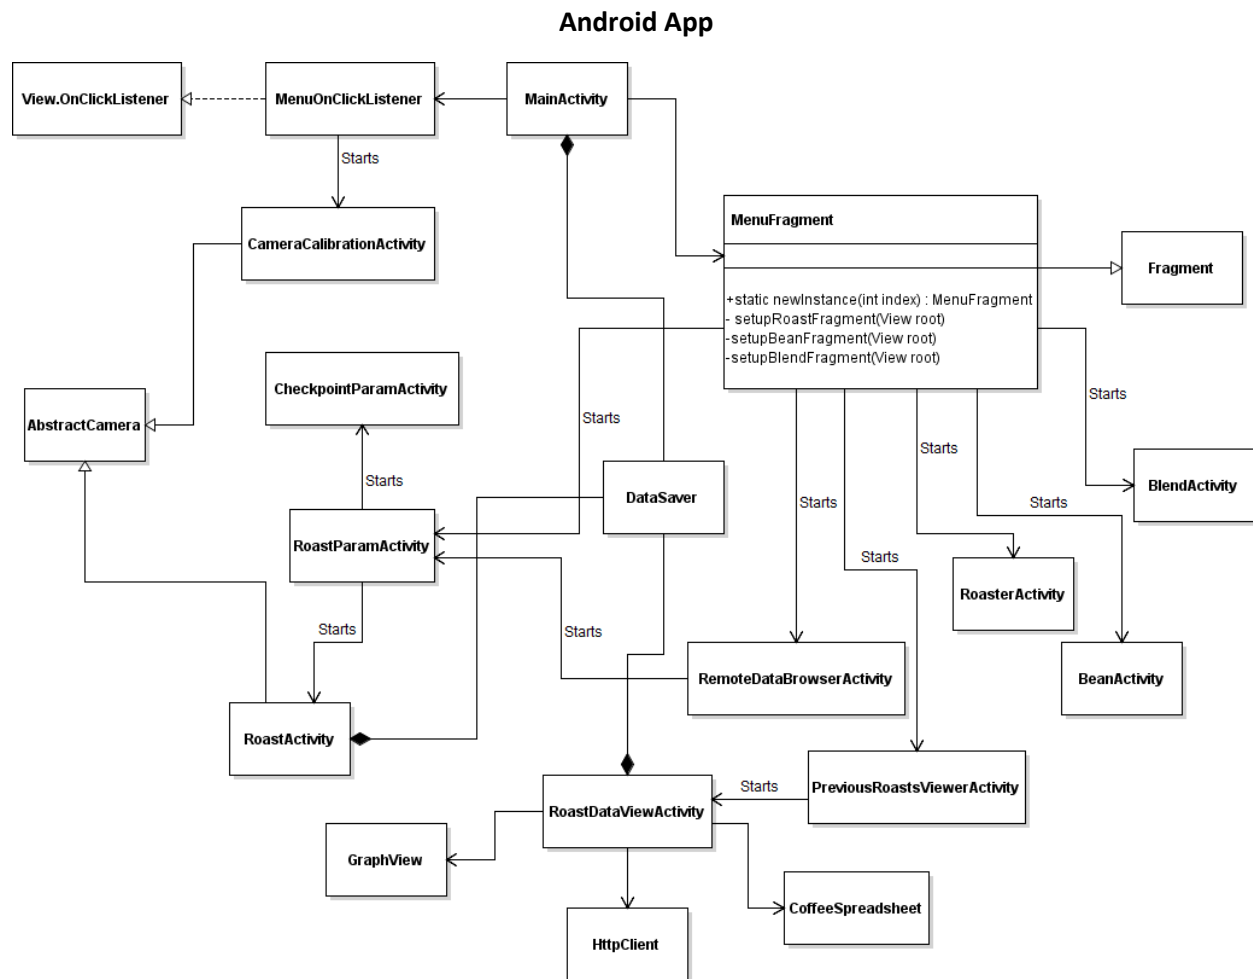 Android App
View.OnClickListener
MenuOnClickListener
MainActivity
Starts
MenuFragment
+static newInstance(int index) : MenuFragment
- setupRoastFragment(View root)
-setupBeanFragment(View root)
-setupBlendFragment(View root)
Fragment
CameraCalibrationActivity
CheckpointParamActivity
AbstractCamera
Starts
Starts
Starts
Starts
BlendActivity
Starts
DataSaver
Starts
Starts
RoastParamActivity
Starts
RoasterActivity
Starts
Starts
RemoteDataBrowserActivity
BeanActivity
RoastActivity
Starts
PreviousRoastsViewerActivity
RoastDataViewActivity
GraphView
CoffeeSpreadsheet
HttpClient